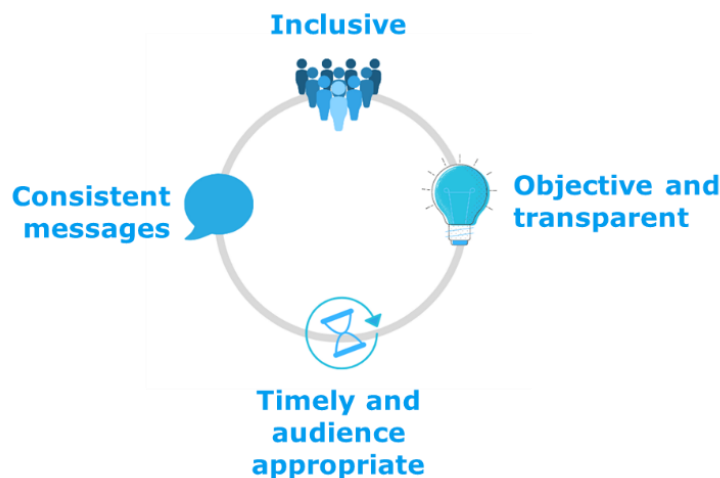 Inclusive
Consistent
messages
Objective and
transparent
Timely and
audience
appropriate